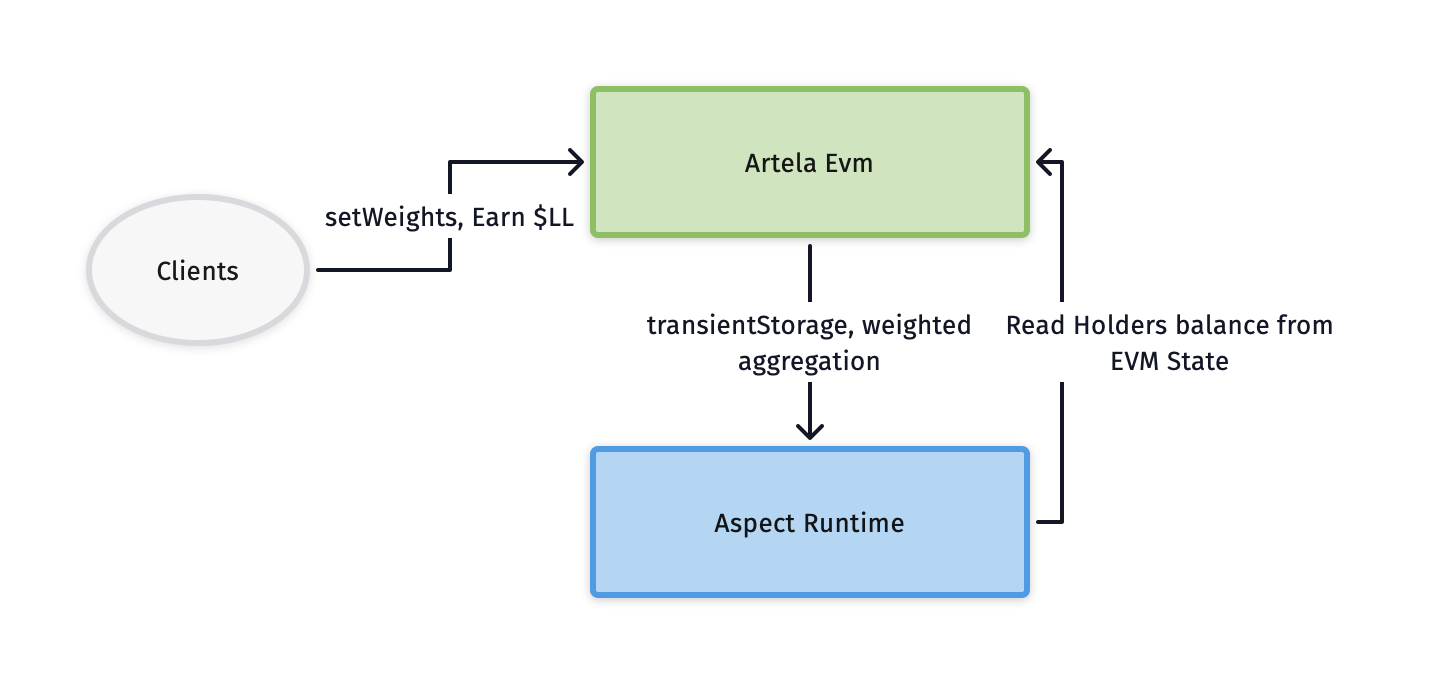 Artela Evm
setWeights, Earn $LL
Clients
transientStorage, weighted
aggregation
Read Holders balance from
EVM State
Aspect Runtime